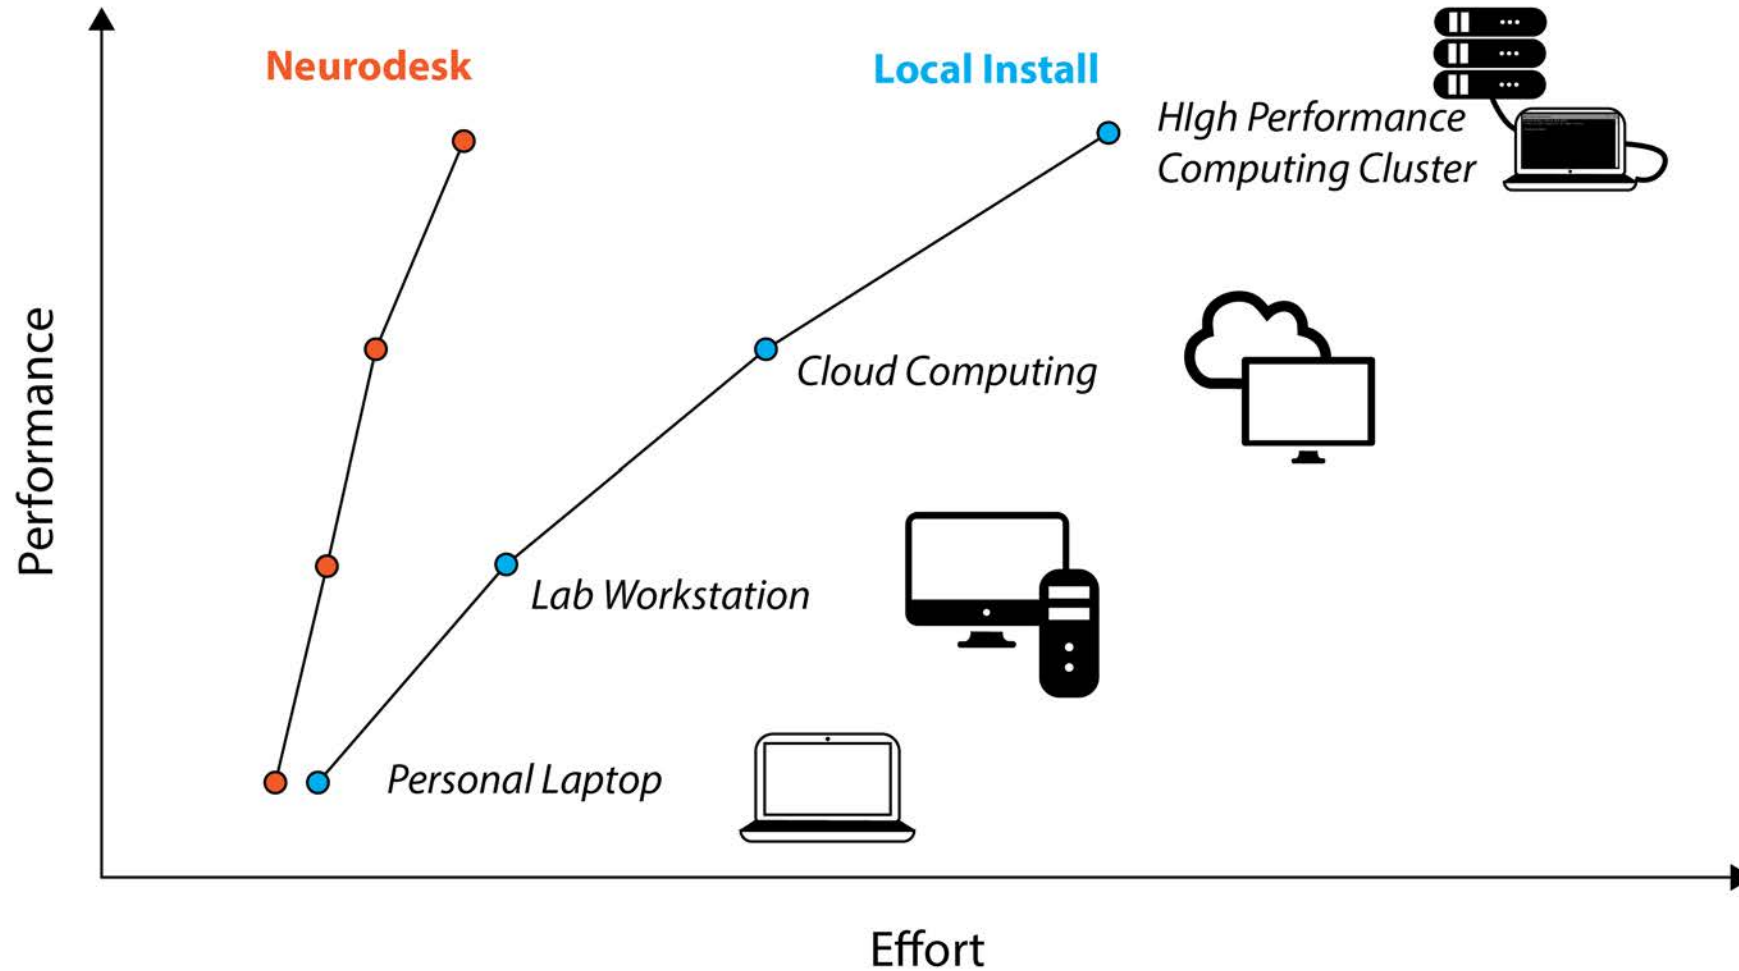 Neurodesk
Local Install
HIgh Performance
Computing Cluster
Cloud Computing
Lab Workstation
Personal Laptop
Performance
Effort